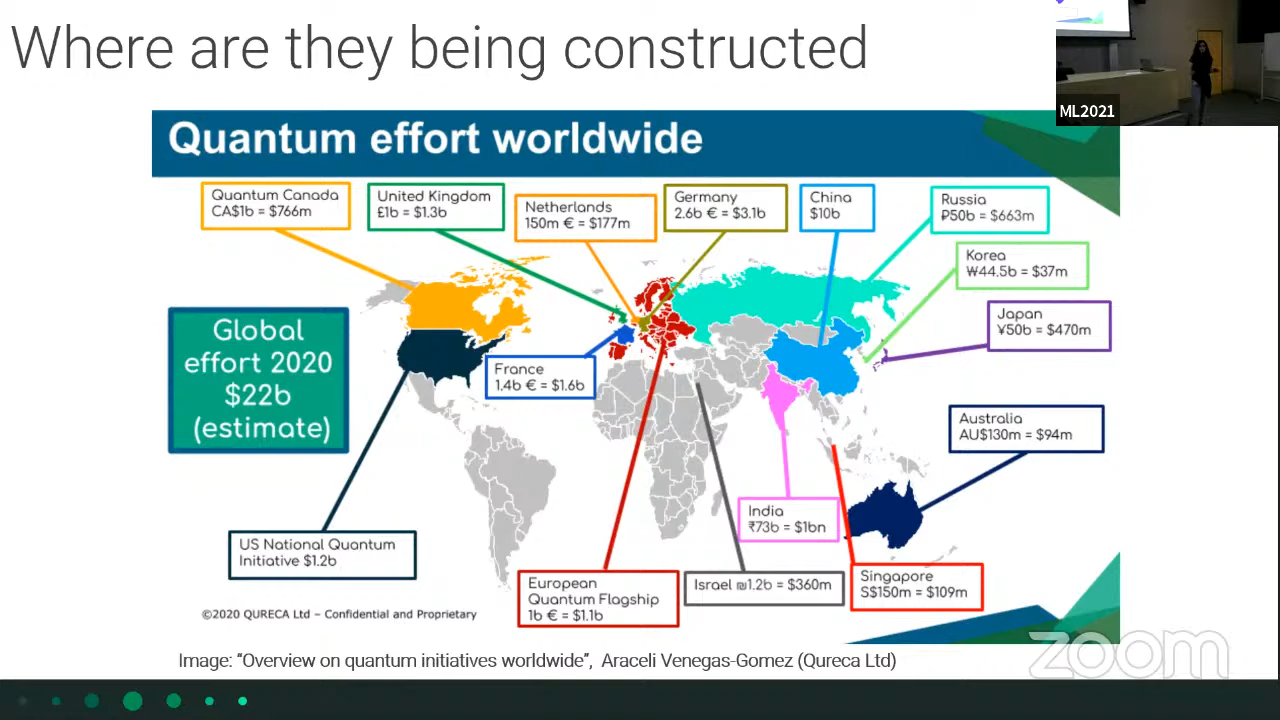 Where are they being constructed
ML2021
Quantum effort worldwide
Quantum Canada
CA$1b = $766m
United Kingdom
£1b = $1.3b
Netherlands
150m € = $177m
Germany
2.6b € = $3.1b
China
$10b
Russia
₽50b = $663m
Korea
₩44.5b = $37m
Japan
¥50b = $470m
Global
effort 2020
$22b
(estimate)
France
1.4b € = $1.6b
Australia
AU$130m = $94m
India
₹73b = $1bn
US National Quantum
Initiative $1.2b
European
Quantum Flagship
1b € = $1.1b
Israel ₪1.2b = $360m
Singapore
S$150m = $109m
©2020 QURECA Ltd – Confidential and Proprietary
Image: “Overview on quantum initiatives worldwide”, Araceli Venegas-Gomez (Qureca Ltd)
zoom